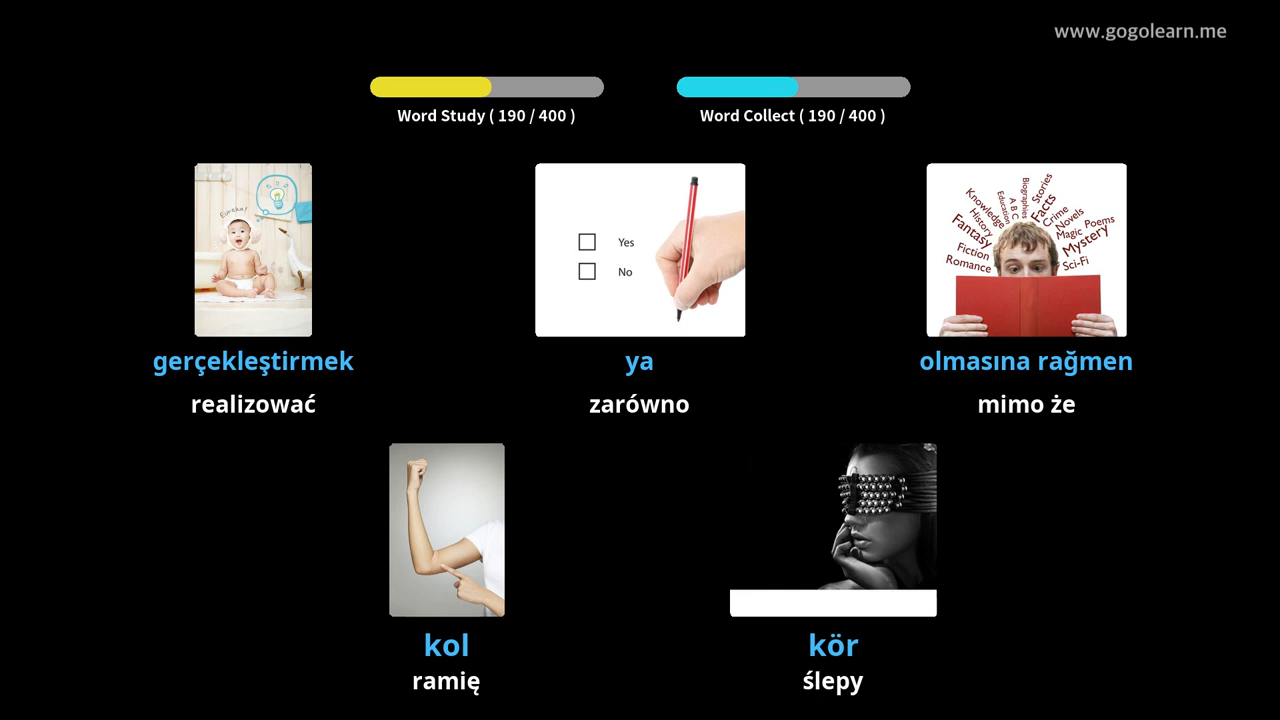 www.gogolearn.me
Word Study ( 190 / 400 )
Word Collect ( 190 / 400 )
Eureka!
Yes
No
Knowledge
History
Fantasy
Fiction
Romance
Education
A B C
Biographies
Stories
Facts
Crime
Novels
Magic
Poems
Mystery
Sci-Fi
gerçekleştirmek
ya
olmasına rağmen
realizować
zarówno
mimo że
kol
kör
ramię
ślepy